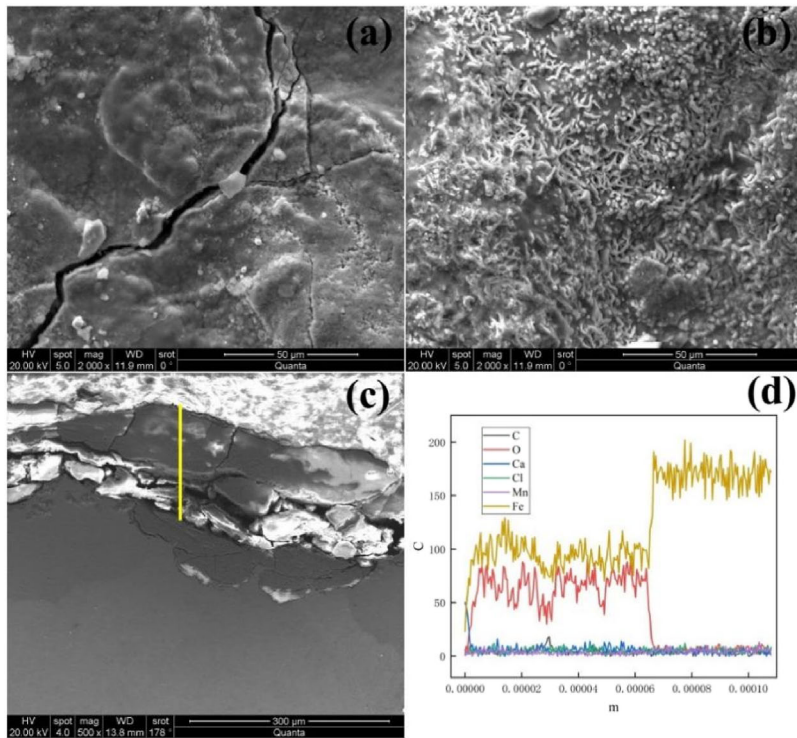 (a)
HV spot mag WD srot 50 μm
20.00 kV 5.0 2 000 x 11.9 mm 0 ° Quanta
(b)
HV spot mag WD srot 50 μm
20.00 kV 5.0 2 000 x 11.9 mm 0 ° Quanta
(c)
HV spot mag WD srot 300 μm
20.00 kV 4.0 500 x 13.8 mm 178 ° Quanta
(d)
C
O
Ca
Cl
Mn
Fe
200
150
100
50
0
C
0.00000 0.00002 0.00004 0.00006 0.00008 0.00010
m